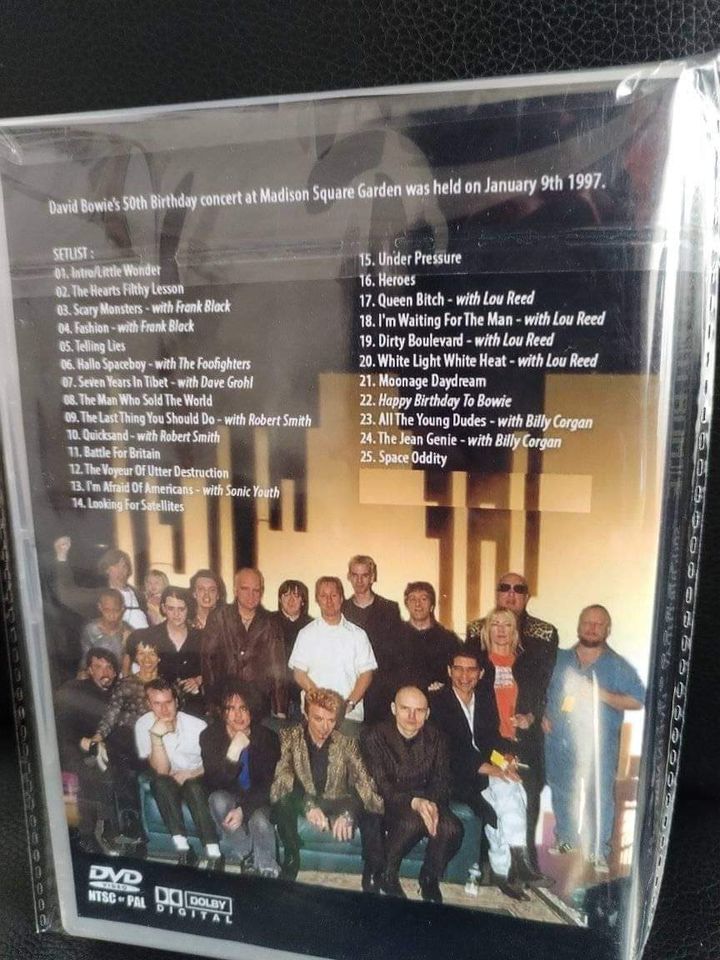 David Bowie's 50th Birthday concert at Madison Square Garden was held on January 9th 1997.
SETLIST :
01. Intro/Little Wonder
02. The Hearts Filthy Lesson
03. Scary Monsters - with Frank Black
04. Fashion - with Frank Black
05. Telling Lies
06. Hallo Spaceboy - with The Foofighters
07. Seven Years In Tibet - with Dave Grohl
08. The Man Who Sold The World
09. The Last Thing You Should Do - with Robert Smith
10. Quicksand - with Robert Smith
11. Battle For Britain
12. The Voyeur Of Utter Destruction
13. I'm Afraid Of Americans - with Sonic Youth
14. Looking For Satellites
15. Under Pressure
16. Heroes
17. Queen Bitch - with Lou Reed
18. I'm Waiting For The Man - with Lou Reed
19. Dirty Boulevard - with Lou Reed
20. White Light White Heat - with Lou Reed
21. Moonage Daydream
22. Happy Birthday To Bowie
23. All The Young Dudes - with Billy Corgan
24. The Jean Genie - with Billy Corgan
25. Space Oddity
DVD
VIDEO
NTSC or PAL
DOLBY
DIGITAL